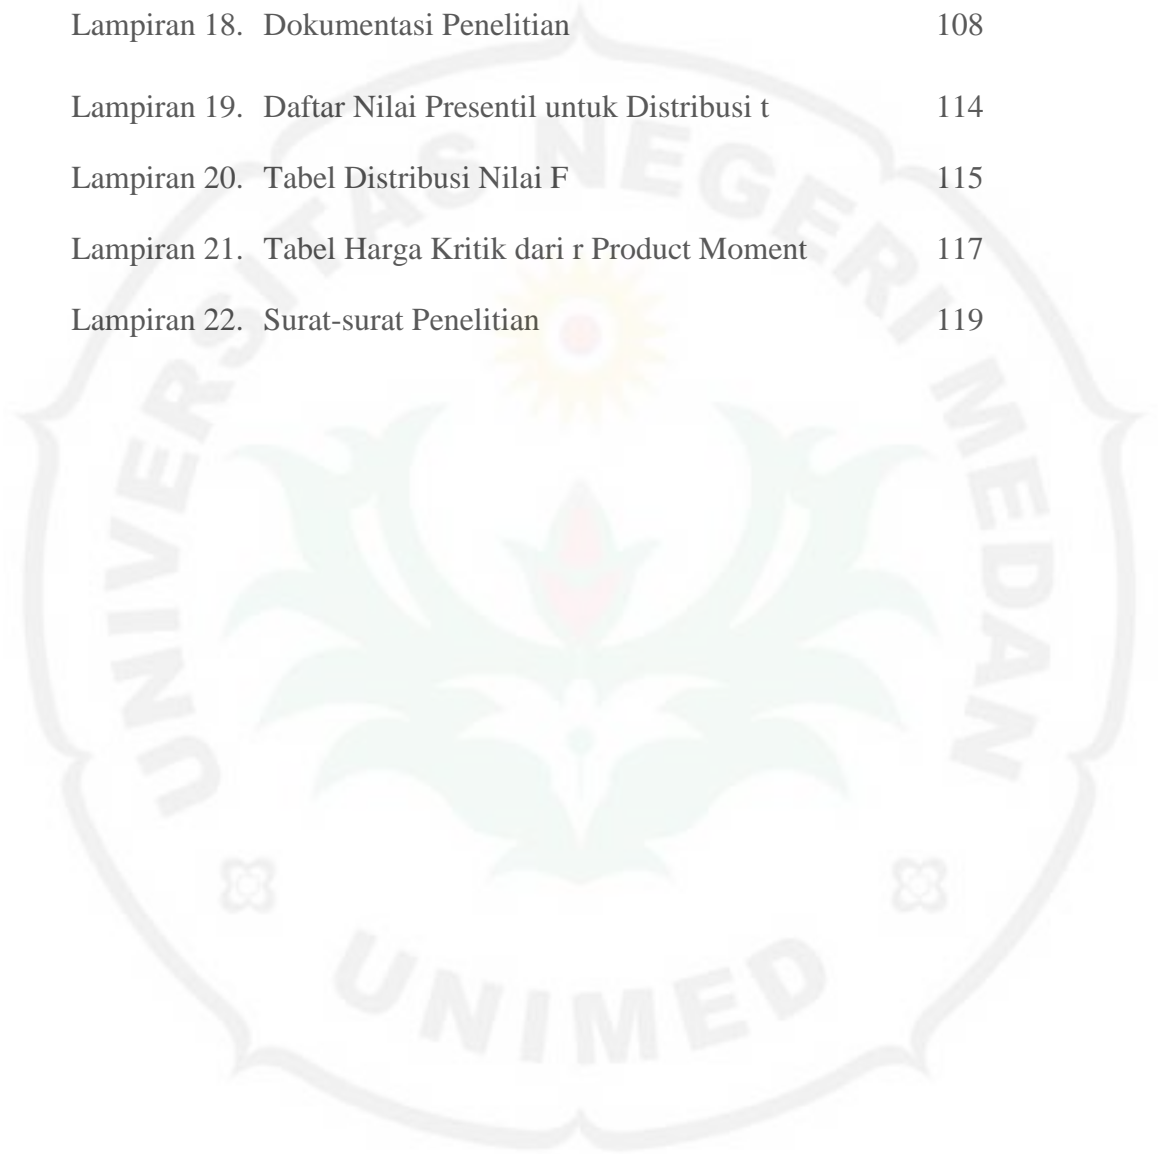 Lampiran 18. Dokumentasi Penelitian 108
Lampiran 19. Daftar Nilai Presentil untuk Distribusi t 114
Lampiran 20. Tabel Distribusi Nilai F 115
Lampiran 21. Tabel Harga Kritik dari r Product Moment 117
Lampiran 22. Surat-surat Penelitian 119
UNIVERSITAS NEGERI MEDAN
UNIMED